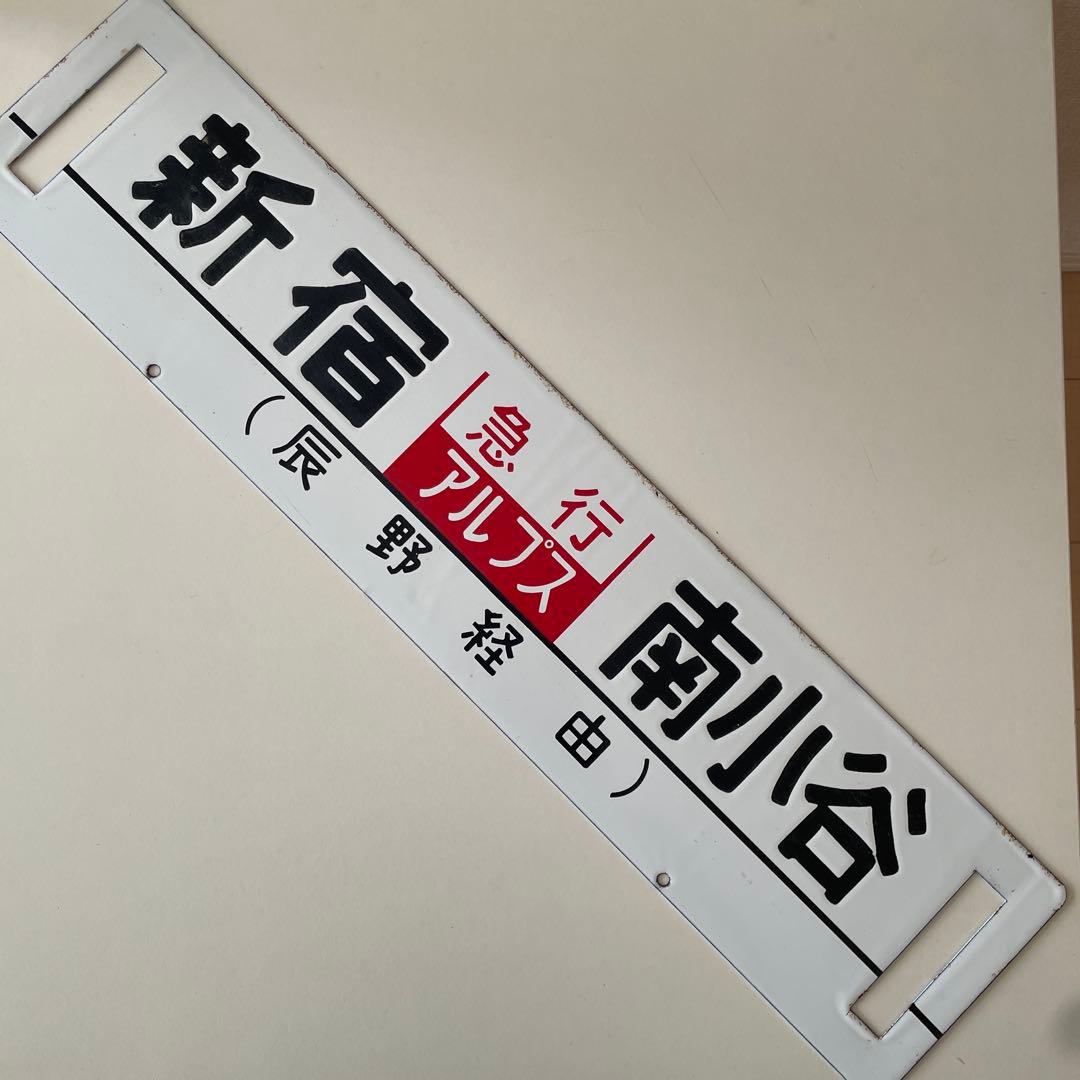 新宿
急行
アルプス
南小谷
（辰野経由）